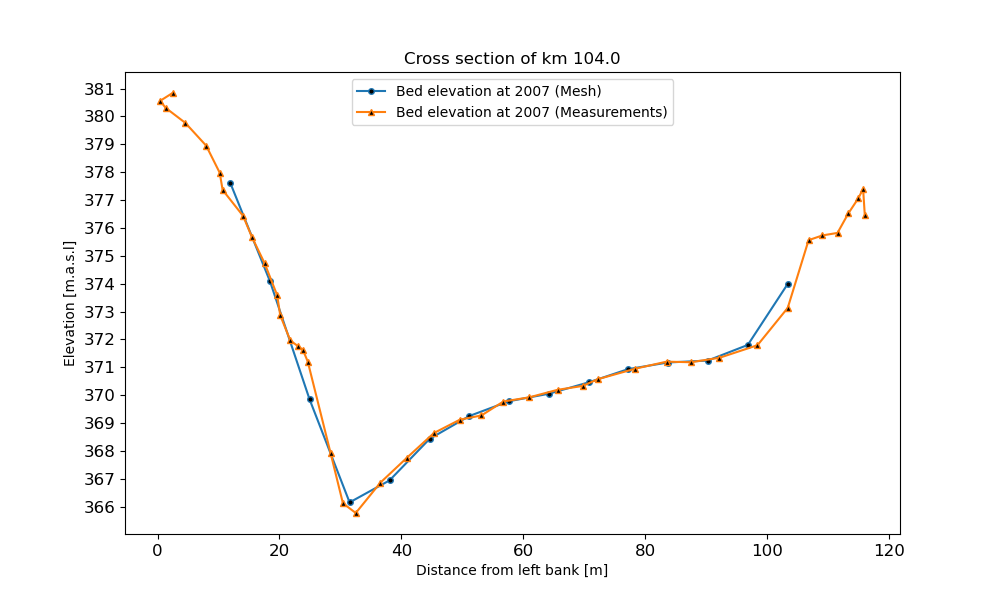 Cross section of km 104.0
Bed elevation at 2007 (Mesh)
Bed elevation at 2007 (Measurements)
Elevation [m.a.s.l]
381
380
379
378
377
376
375
374
373
372
371
370
369
368
367
366
0 20 40 60 80 100 120
Distance from left bank [m]